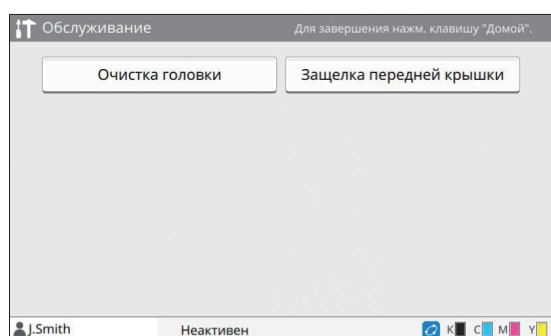 Обслуживание Для завершения нажм. клавишу "Домой".
Очистка головки Защелка передней крышки
J.Smith Неактивен K C M Y